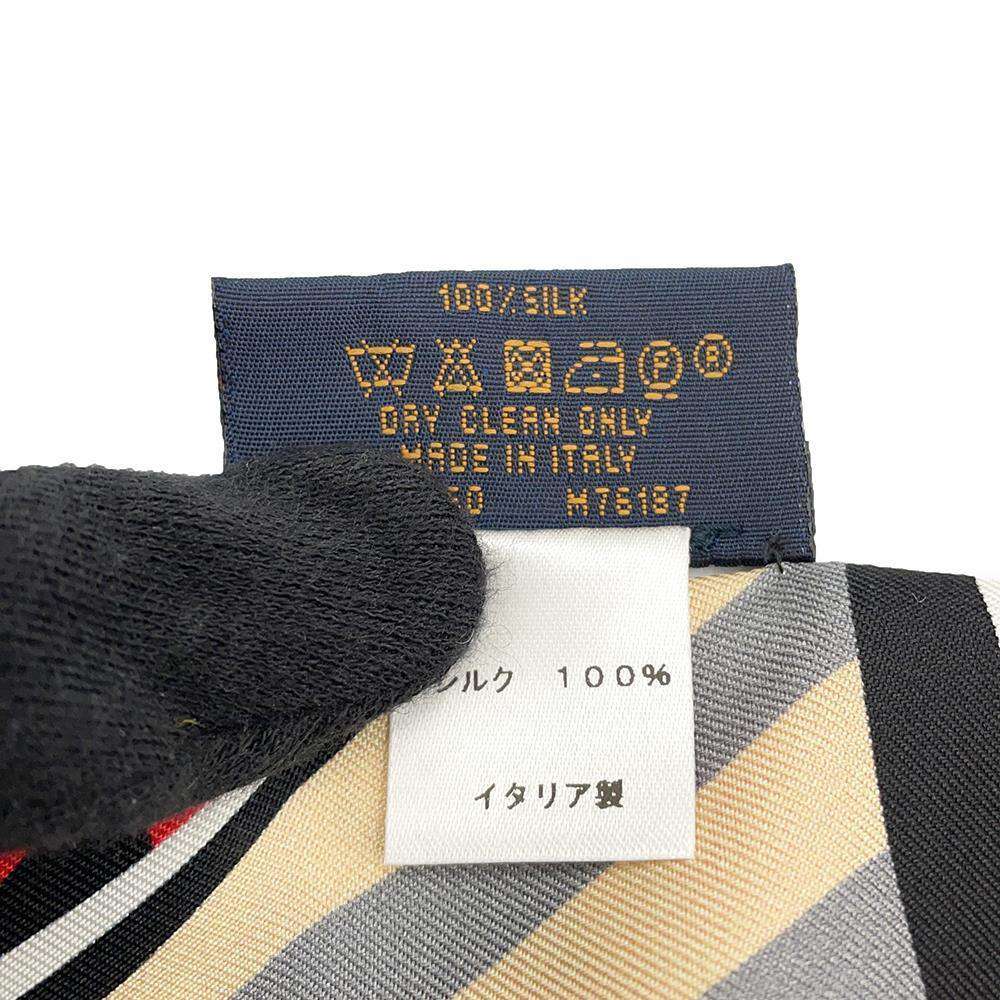 100% SILK
DRY CLEAN ONLY
MADE IN ITALY
M76187
シルク 100%
イタリア製